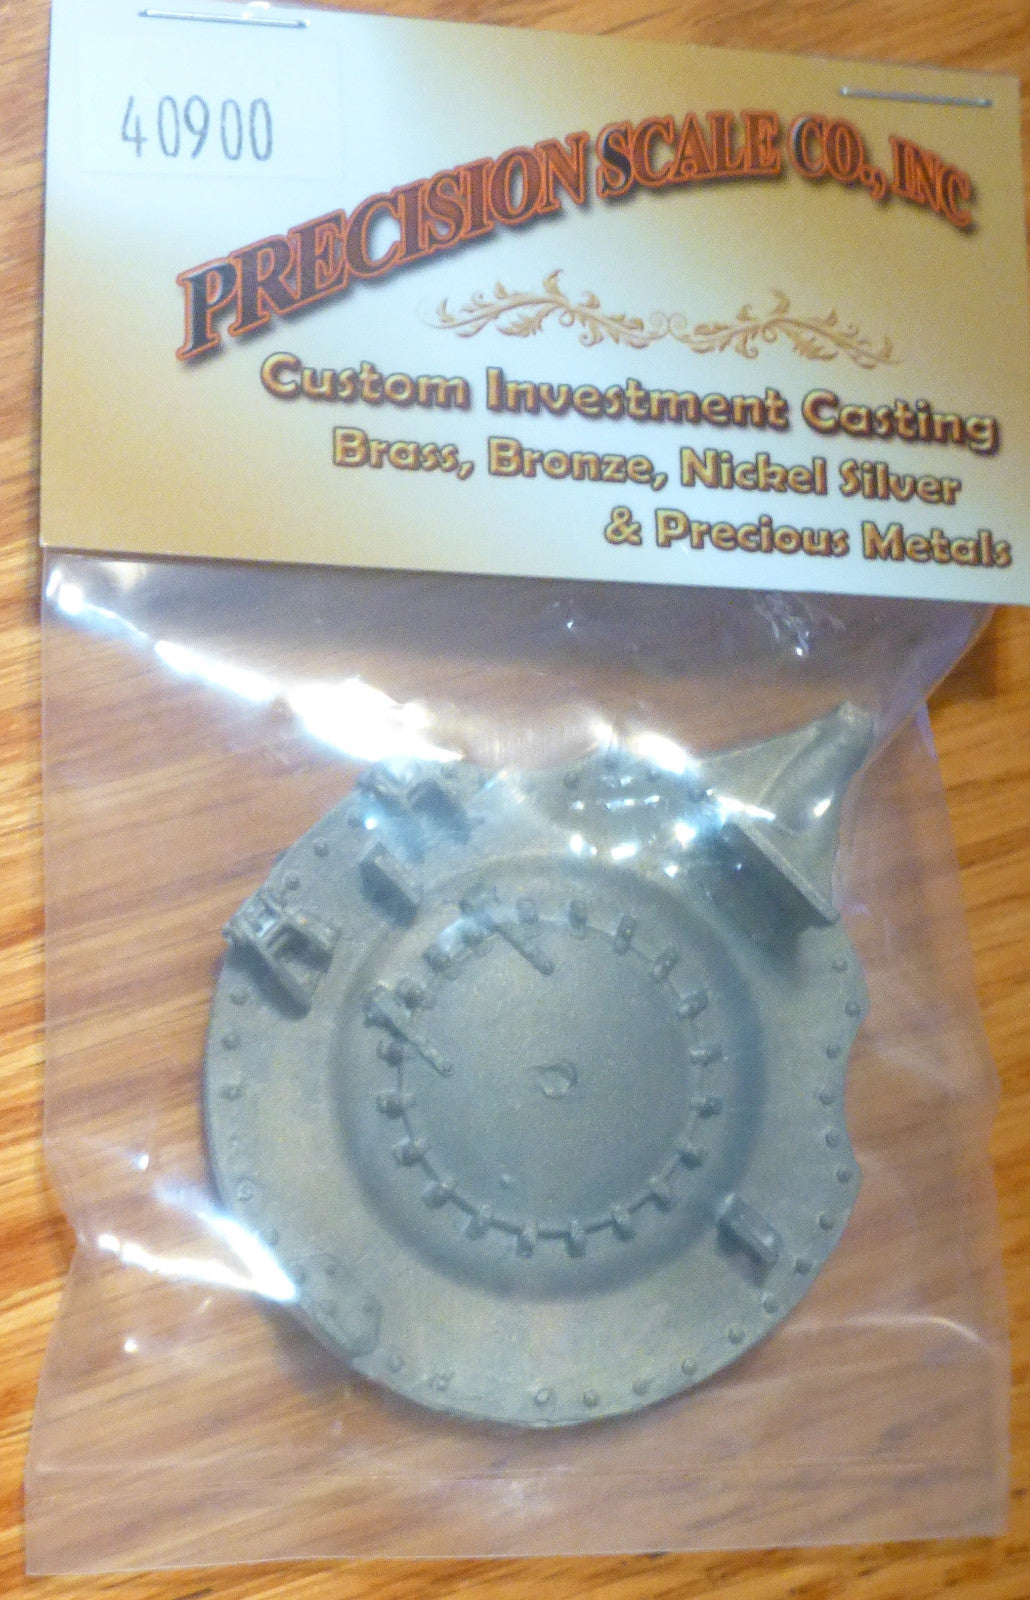 40900
PRECISION SCALE CO., INC
Custom Investment Casting
Brass, Bronze, Nickel Silver
& Precious Metals